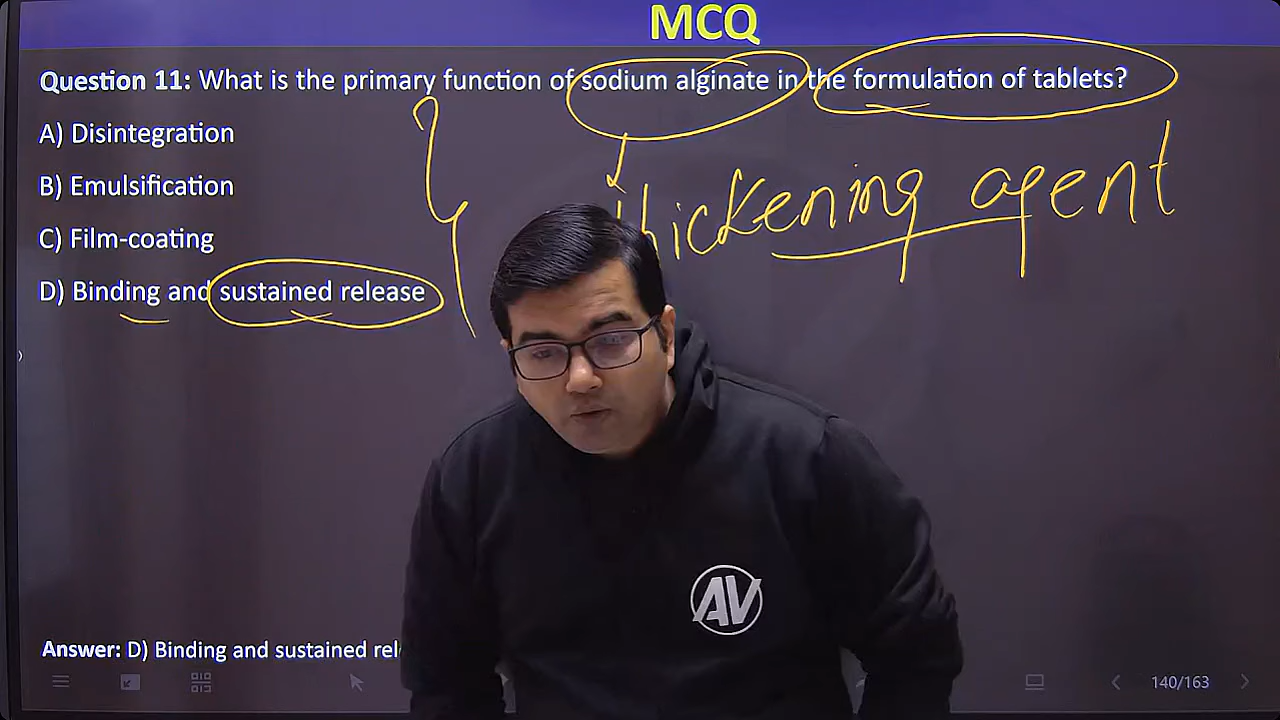 MCQ
Question 11: What is the primary function of sodium alginate in the formulation of tablets?
A) Disintegration
thickening agent
B) Emulsification
C) Film-coating
D) Binding and sustained release
AV
Answer: D) Binding and sustained rel
140/163